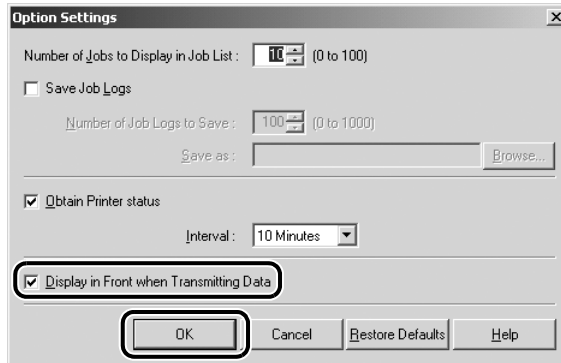 Option Settings
Number of Jobs to Display in Job List : 10 (0 to 100)
Save Job Logs
Number of Job Logs to Save : 100 (0 to 1000)
Save as : Browse...
Obtain Printer status
Interval : 10 Minutes
Display in Front when Transmitting Data
OK Cancel Restore Defaults Help